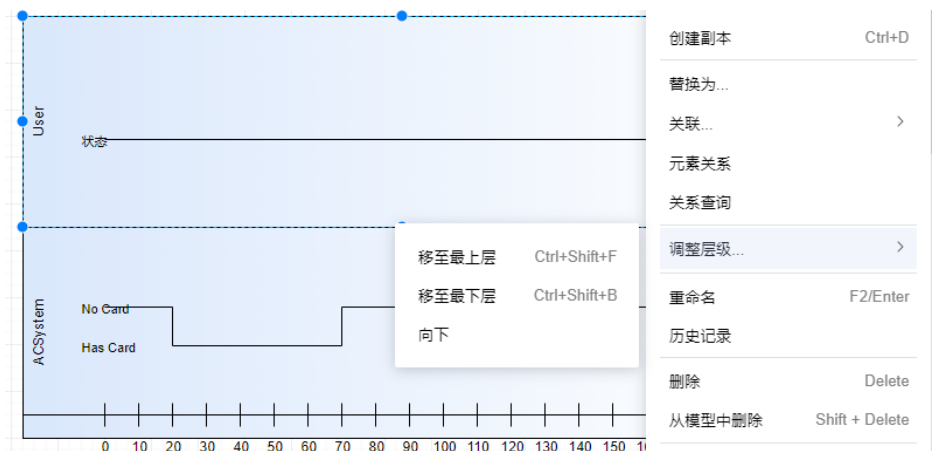 User
状态
ACSystem
No Card
Has Card
0 10 20 30 40 50 60 70 80 90 100 110 120 130 140 150
移至最上层 Ctrl+Shift+F
移至最下层 Ctrl+Shift+B
向下
创建副本 Ctrl+D
替换为...
关联...
元素关系
关系查询
调整层级...
重命名 F2/Enter
历史记录
删除 Delete
从模型中删除 Shift + Delete